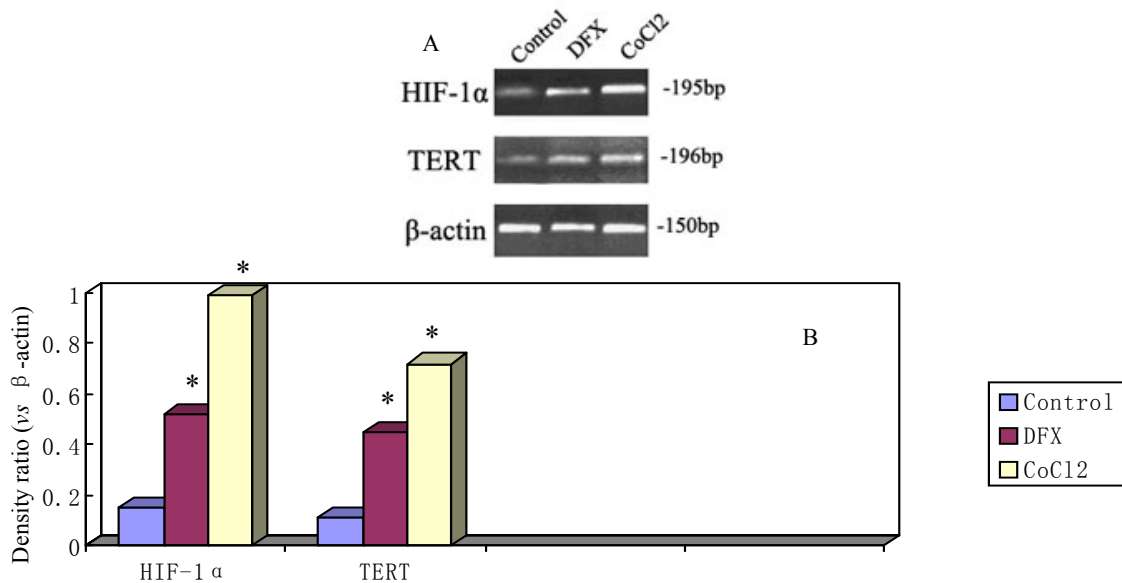 A
Control DFX CoCl2
HIF-1α -195bp
TERT -196bp
β-actin -150bp
Density ratio (vs β-actin)
1
0.8
0.6
0.4
0.2
0
* * * *
B
HIF-1α TERT
Control
DFX
CoCl2